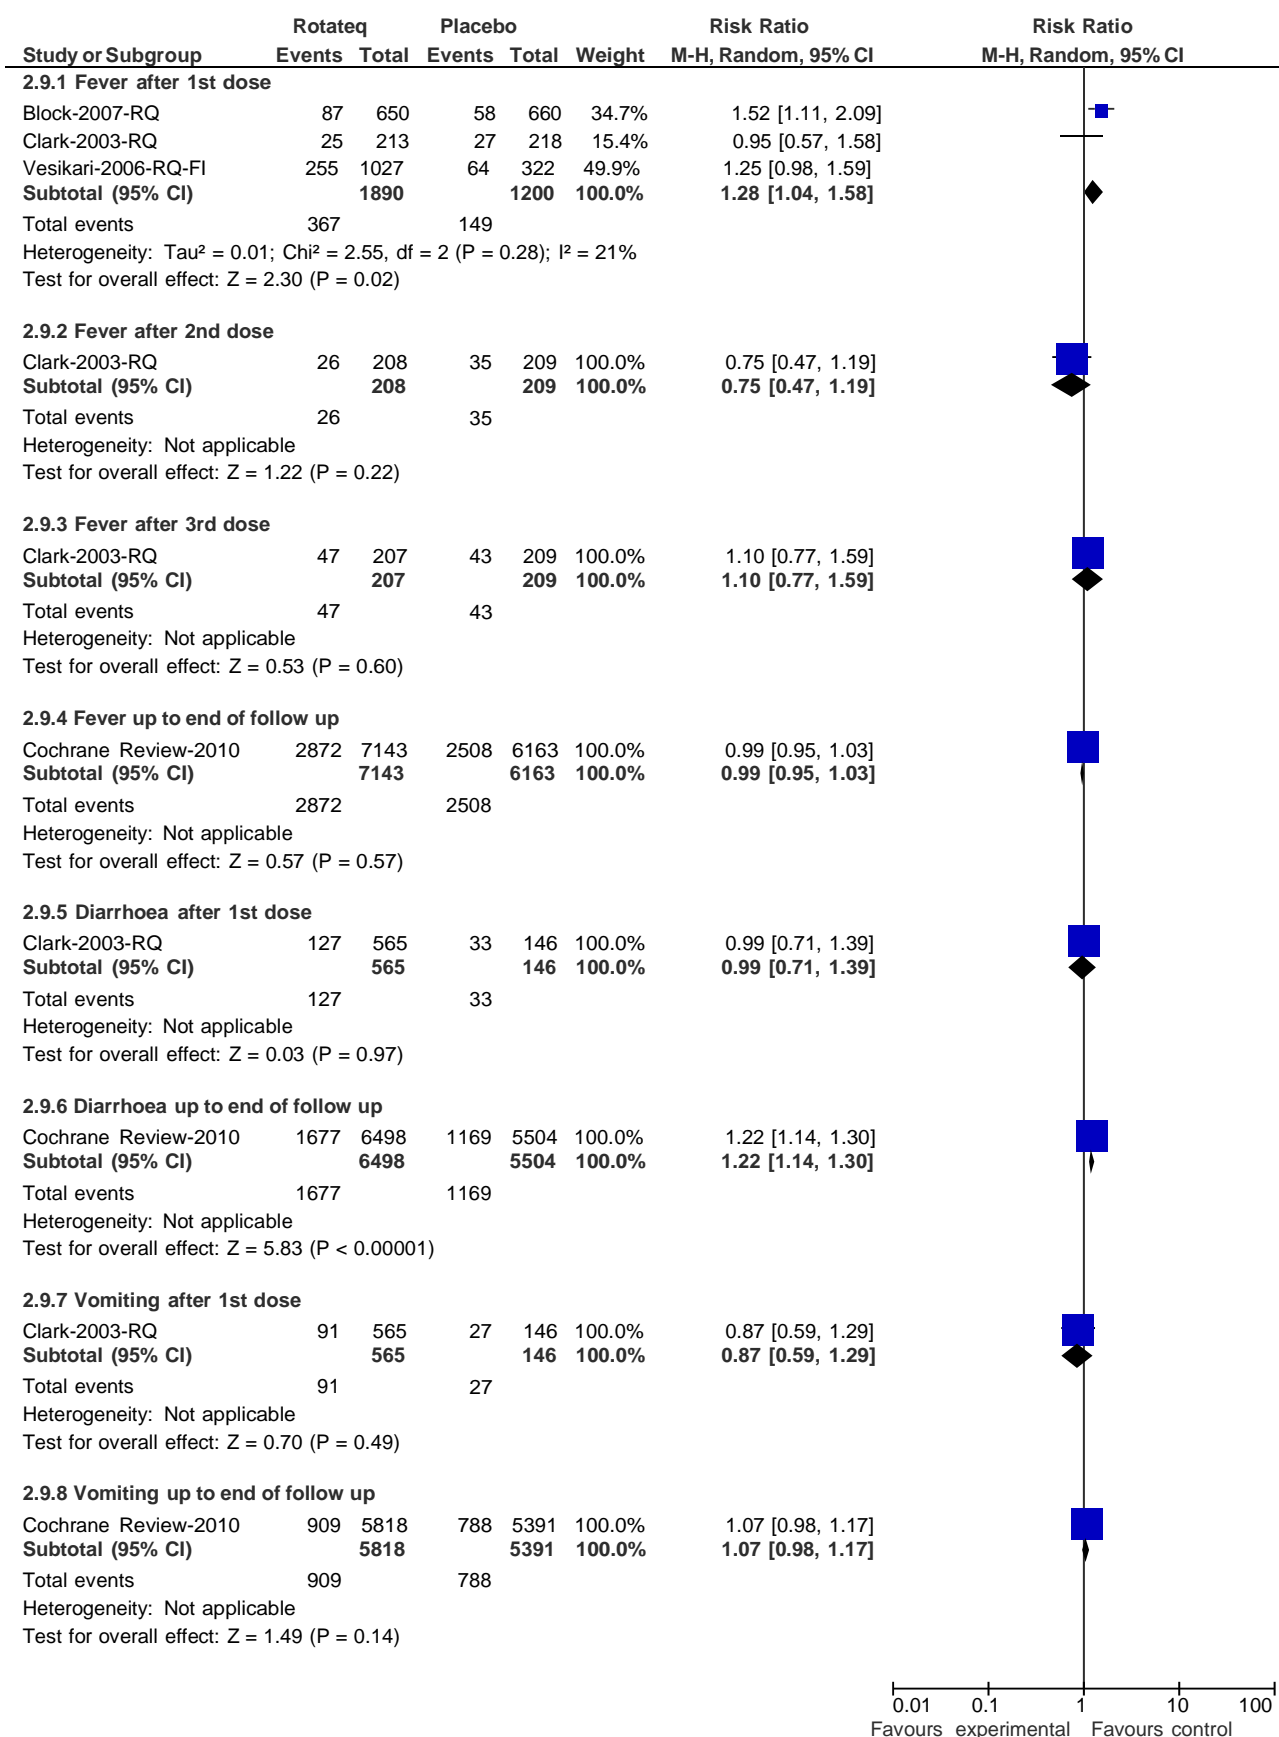 Rotateq Placebo Risk Ratio Risk Ratio
Study or Subgroup Events Total Events Total Weight M-H, Random, 95% CI M-H, Random, 95% CI
2.9.1 Fever after 1st dose
Block-2007-RQ 87 650 58 660 34.7% 1.52 [1.11, 2.09]
Clark-2003-RQ 25 213 27 218 15.4% 0.95 [0.57, 1.58]
Vesikari-2006-RQ-FI 255 1027 64 322 49.9% 1.25 [0.98, 1.59]
Subtotal (95% CI) 1890 1200 100.0% 1.28 [1.04, 1.58]
Total events 367 149
Heterogeneity: Tau² = 0.01; Chi² = 2.55, df = 2 (P = 0.28); I² = 21%
Test for overall effect: Z = 2.30 (P = 0.02)
2.9.2 Fever after 2nd dose
Clark-2003-RQ 26 208 35 209 100.0% 0.75 [0.47, 1.19]
Subtotal (95% CI) 208 209 100.0% 0.75 [0.47, 1.19]
Total events 26 35
Heterogeneity: Not applicable
Test for overall effect: Z = 1.22 (P = 0.22)
2.9.3 Fever after 3rd dose
Clark-2003-RQ 47 207 43 209 100.0% 1.10 [0.77, 1.59]
Subtotal (95% CI) 207 209 100.0% 1.10 [0.77, 1.59]
Total events 47 43
Heterogeneity: Not applicable
Test for overall effect: Z = 0.53 (P = 0.60)
2.9.4 Fever up to end of follow up
Cochrane Review-2010 2872 7143 2508 6163 100.0% 0.99 [0.95, 1.03]
Subtotal (95% CI) 7143 6163 100.0% 0.99 [0.95, 1.03]
Total events 2872 2508
Heterogeneity: Not applicable
Test for overall effect: Z = 0.57 (P = 0.57)
2.9.5 Diarrhoea after 1st dose
Clark-2003-RQ 127 565 33 146 100.0% 0.99 [0.71, 1.39]
Subtotal (95% CI) 565 146 100.0% 0.99 [0.71, 1.39]
Total events 127 33
Heterogeneity: Not applicable
Test for overall effect: Z = 0.03 (P = 0.97)
2.9.6 Diarrhoea up to end of follow up
Cochrane Review-2010 1677 6498 1169 5504 100.0% 1.22 [1.14, 1.30]
Subtotal (95% CI) 6498 5504 100.0% 1.22 [1.14, 1.30]
Total events 1677 1169
Heterogeneity: Not applicable
Test for overall effect: Z = 5.83 (P < 0.00001)
2.9.7 Vomiting after 1st dose
Clark-2003-RQ 91 565 27 146 100.0% 0.87 [0.59, 1.29]
Subtotal (95% CI) 565 146 100.0% 0.87 [0.59, 1.29]
Total events 91 27
Heterogeneity: Not applicable
Test for overall effect: Z = 0.70 (P = 0.49)
2.9.8 Vomiting up to end of follow up
Cochrane Review-2010 909 5818 788 5391 100.0% 1.07 [0.98, 1.17]
Subtotal (95% CI) 5818 5391 100.0% 1.07 [0.98, 1.17]
Total events 909 788
Heterogeneity: Not applicable
Test for overall effect: Z = 1.49 (P = 0.14)
0.01 0.1 1 10 100
Favours experimental Favours control